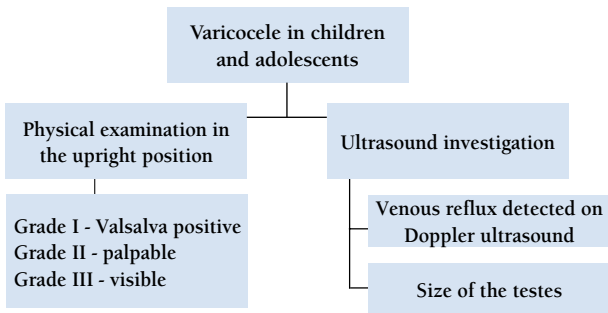 Varicocele in children
and adolescents
Physical examination in
the upright position
Grade I - Valsalva positive
Grade II - palpable
Grade III - visible
Ultrasound investigation
Venous reflux detected on
Doppler ultrasound
Size of the testes